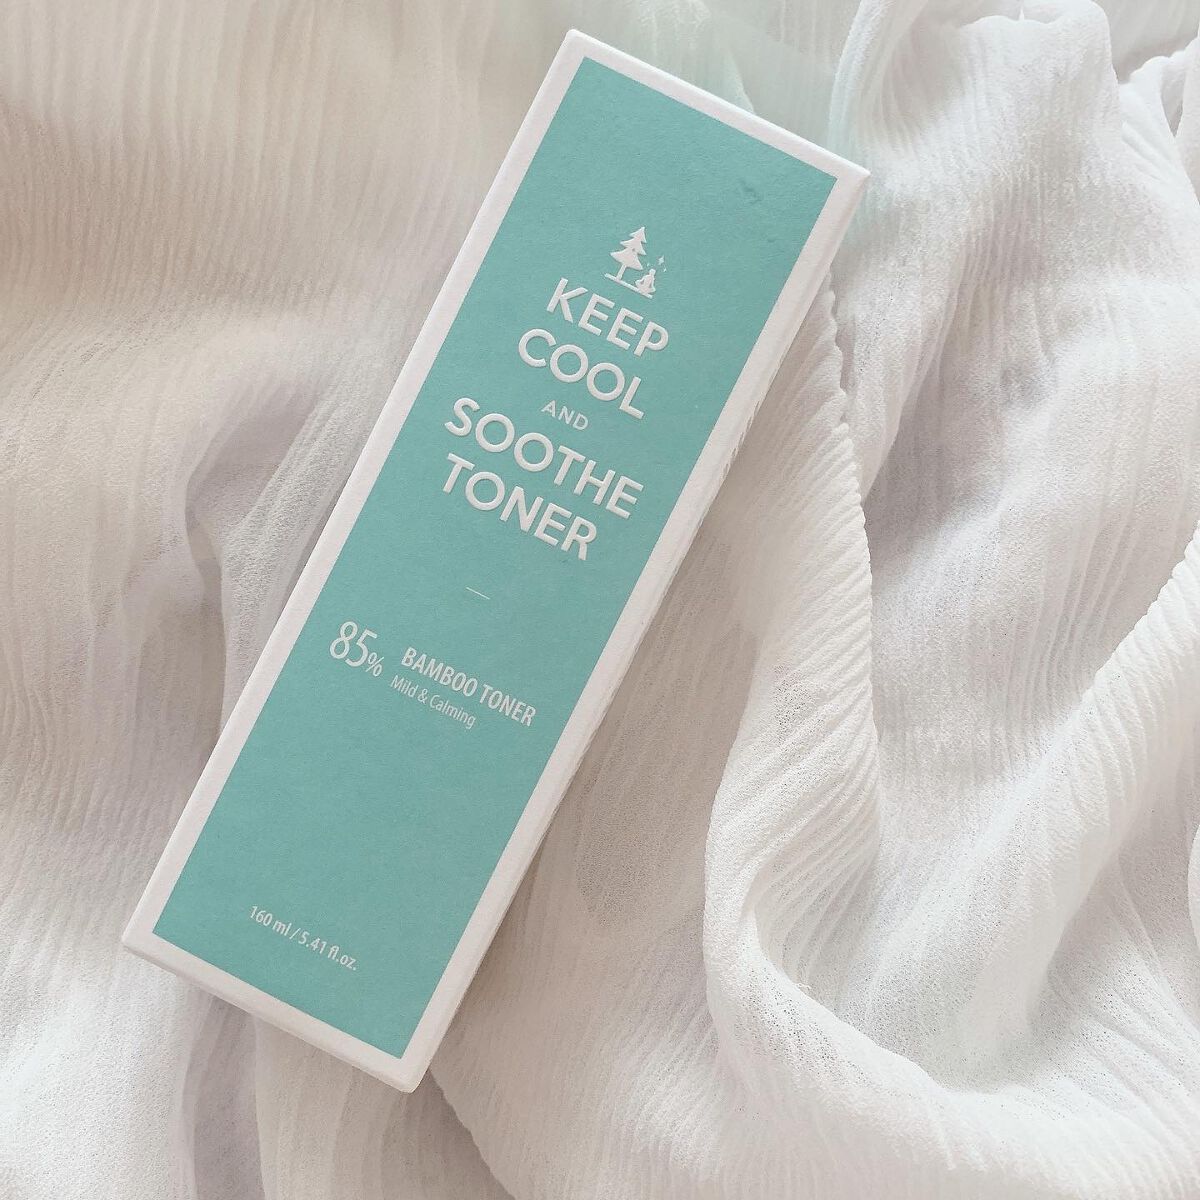 KEEP
COOL
AND
SOOTHE
TONER
85% BAMBOO TONER
Mild & Calming
160 ml / 5.41 fl.oz.